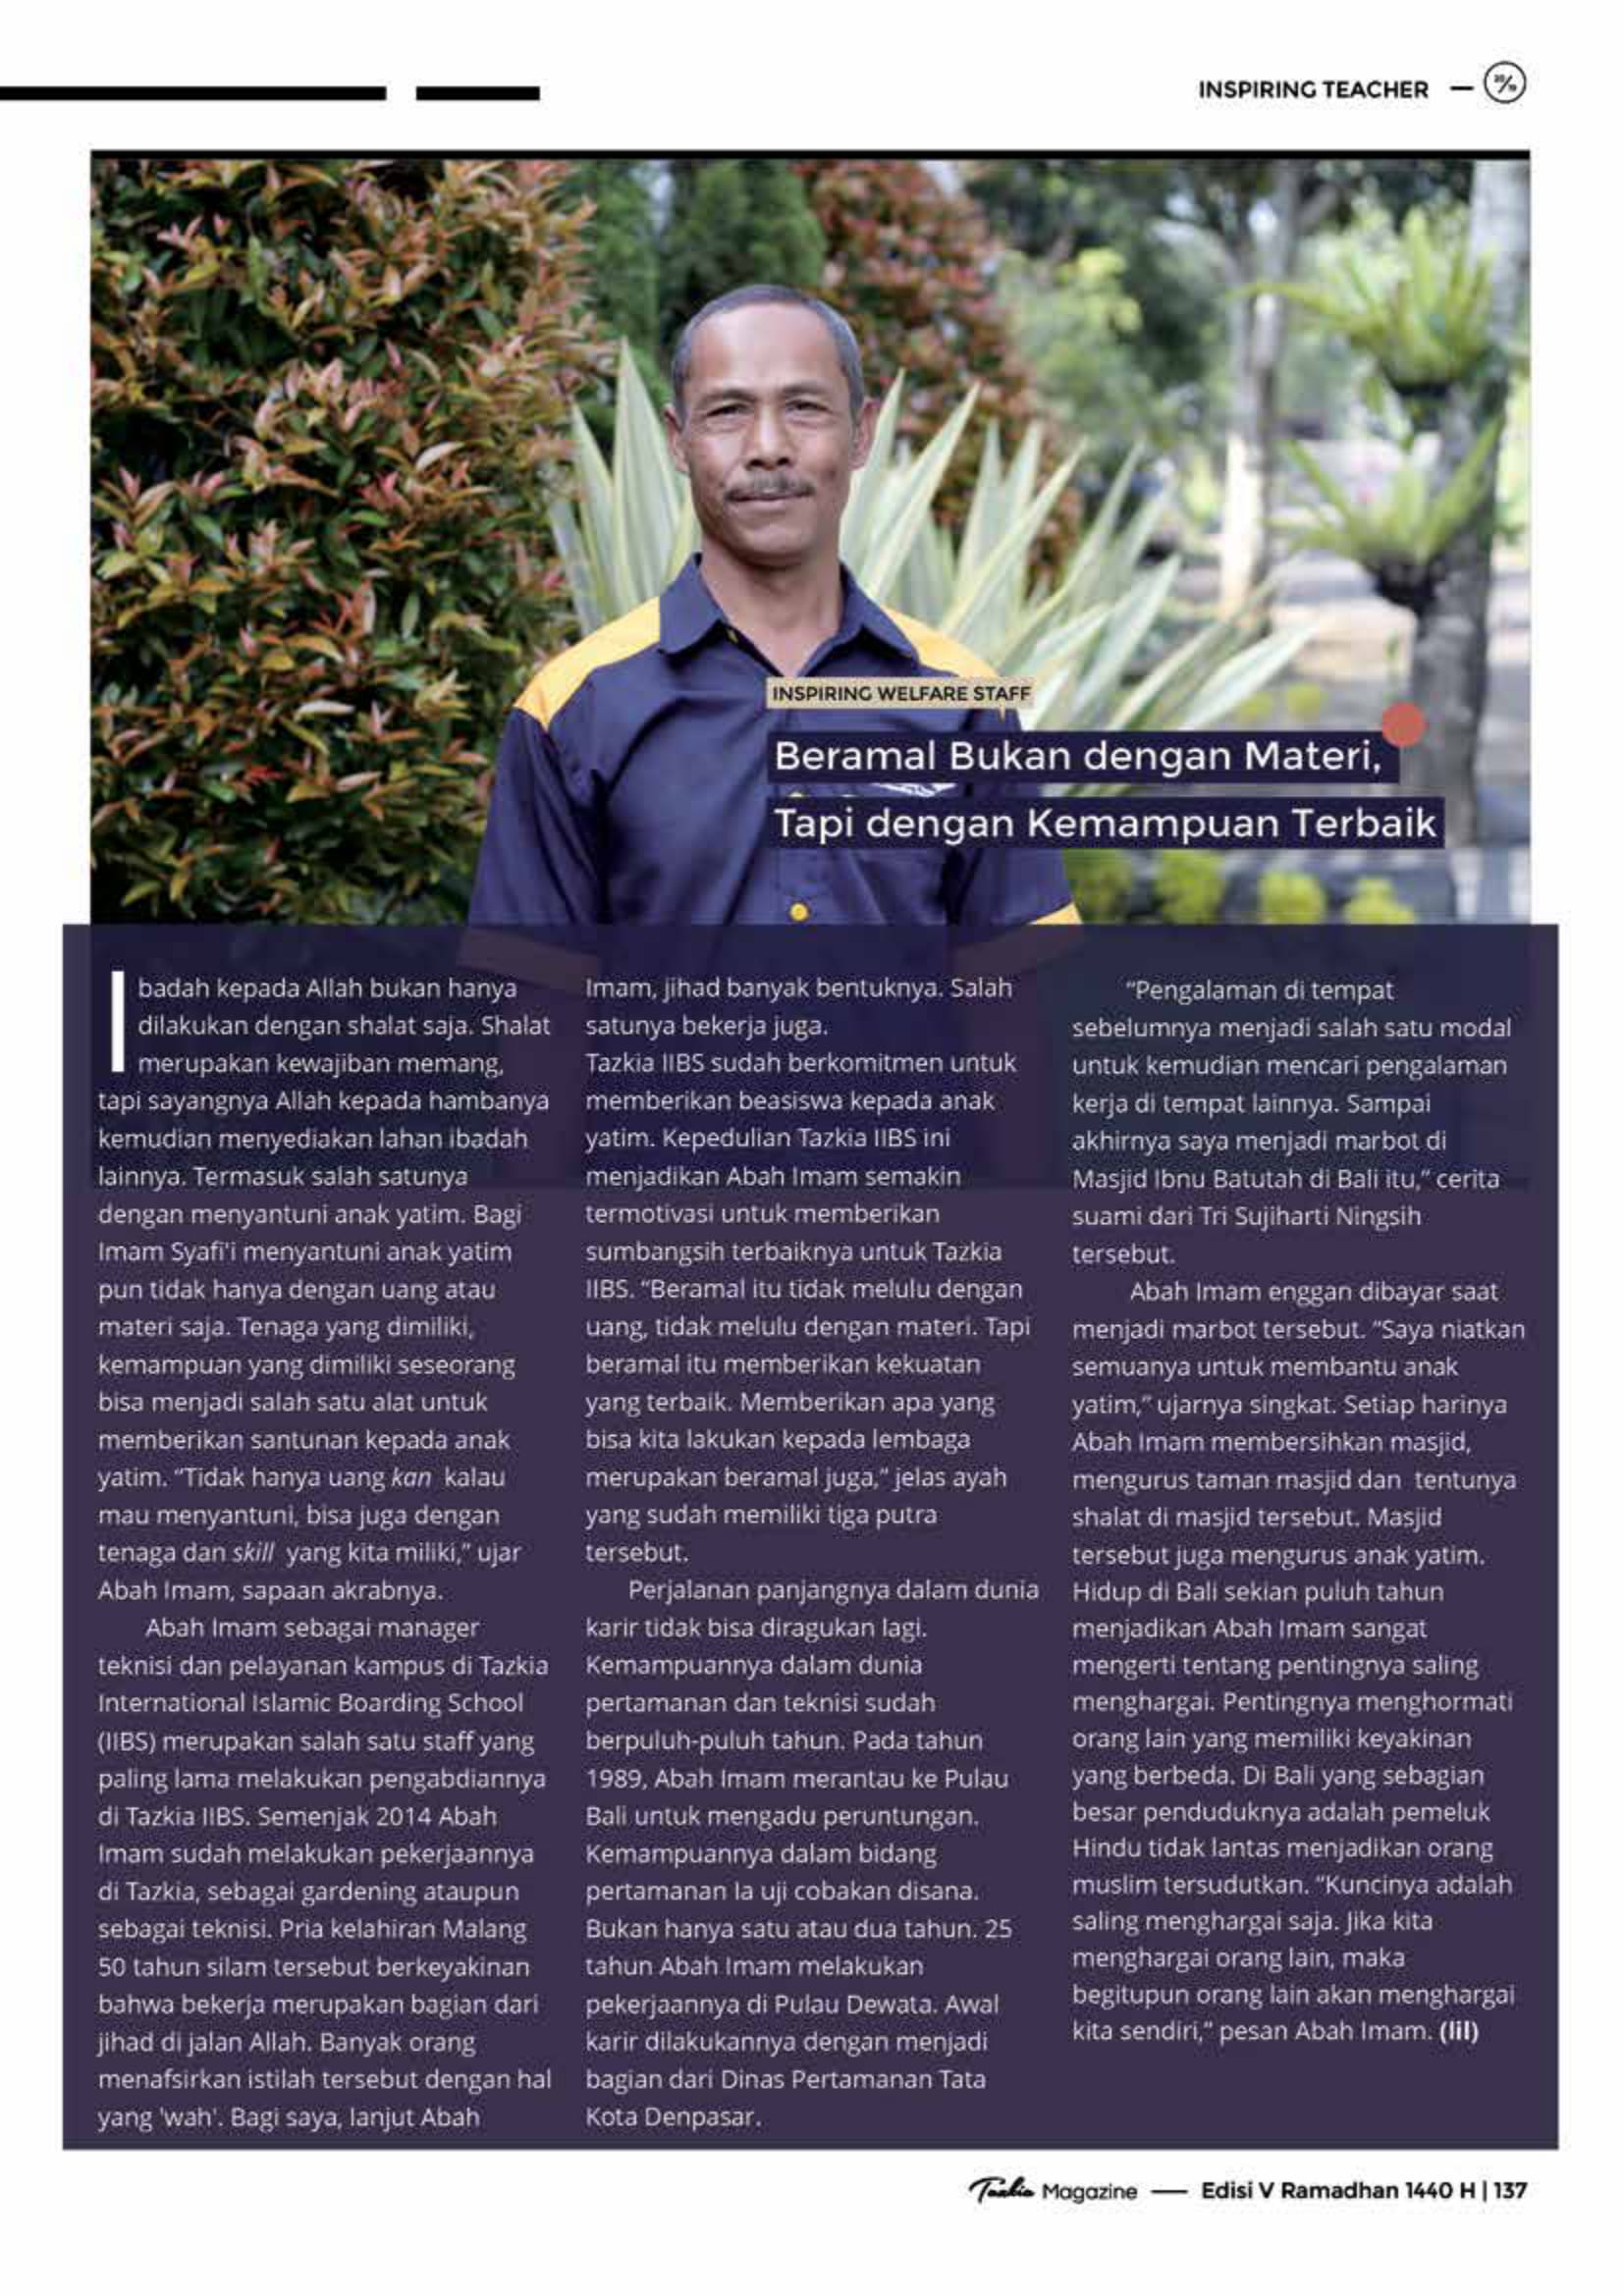 INSPIRING TEACHER
INSPIRING WELFARE STAFF
Beramal Bukan dengan Materi,
Tapi dengan Kemampuan Terbaik
Ibadah kepada Allah bukan hanya
dilakukan dengan shalat saja. Shalat
merupakan kewajiban memang,
tapi sayangnya Allah kepada hambanya
kemudian menyediakan lahan ibadah
lainnya. Termasuk salah satunya
dengan menyantuni anak yatim. Bagi
Imam Syafi'i menyantuni anak yatim
pun tidak hanya dengan uang atau
materi saja. Tenaga yang dimiliki,
kemampuan yang dimiliki seseorang
bisa menjadi salah satu alat untuk
memberikan santunan kepada anak
yatim. “Tidak hanya uang kan kalau
mau menyantuni, bisa juga dengan
tenaga dan skill yang kita miliki,” ujar
Abah Imam, sapaan akrabnya.
Abah Imam sebagai manager
teknisi dan pelayanan kampus di Tazkia
International Islamic Boarding School
(IIBS) merupakan salah satu staff yang
paling lama melakukan pengabdiannya
di Tazkia IIBS. Semenjak 2014 Abah
Imam sudah melakukan pekerjaannya
di Tazkia, sebagai gardening ataupun
sebagai teknisi. Pria kelahiran Malang
50 tahun silam tersebut berkeyakinan
bahwa bekerja merupakan bagian dari
jihad di jalan Allah. Banyak orang
menafsirkan istilah tersebut dengan hal
yang 'wah'. Bagi saya, lanjut Abah
Imam, jihad banyak bentuknya. Salah
satunya bekerja juga.
Tazkia IIBS sudah berkomitmen untuk
memberikan beasiswa kepada anak
yatim. Kepedulian Tazkia IIBS ini
menjadikan Abah Imam semakin
termotivasi untuk memberikan
sumbangsih terbaiknya untuk Tazkia
IIBS. “Beramal itu tidak melulu dengan
uang, tidak melulu dengan materi. Tapi
beramal itu memberikan kekuatan
yang terbaik. Memberikan apa yang
bisa kita lakukan kepada lembaga
merupakan beramal juga,” jelas ayah
yang sudah memiliki tiga putra
tersebut.
Perjalanan panjangnya dalam dunia
karir tidak bisa diragukan lagi.
Kemampuannya dalam dunia
pertamanan dan teknisi sudah
berpuluh-puluh tahun. Pada tahun
1989, Abah Imam merantau ke Pulau
Bali untuk mengadu peruntungan.
Kemampuannya dalam bidang
pertamanan Ia uji cobakan disana.
Bukan hanya satu atau dua tahun. 25
tahun Abah Imam melakukan
pekerjaannya di Pulau Dewata. Awal
karir dilakukannya dengan menjadi
bagian dari Dinas Pertamanan Tata
Kota Denpasar.
“Pengalaman di tempat
sebelumnya menjadi salah satu modal
untuk kemudian mencari pengalaman
kerja di tempat lainnya. Sampai
akhirnya saya menjadi marbot di
Masjid Ibnu Batutah di Bali itu,” cerita
suami dari Tri Sujiharti Ningsih
tersebut.
Abah Imam enggan dibayar saat
menjadi marbot tersebut. “Saya niatkan
semuanya untuk membantu anak
yatim,” ujarnya singkat. Setiap harinya
Abah Imam membersihkan masjid,
mengurus taman masjid dan tentunya
shalat di masjid tersebut. Masjid
tersebut juga mengurus anak yatim.
Hidup di Bali sekian puluh tahun
menjadikan Abah Imam sangat
mengerti tentang pentingnya saling
menghargai. Pentingnya menghormati
orang lain yang memiliki keyakinan
yang berbeda. Di Bali yang sebagian
besar penduduknya adalah pemeluk
Hindu tidak lantas menjadikan orang
muslim tersudutkan. “Kuncinya adalah
saling menghargai saja. Jika kita
menghargai orang lain, maka
begitupun orang lain akan menghargai
kita sendiri,” pesan Abah Imam. (lil)
Tazkia Magazine — Edisi V Ramadhan 1440 H | 137